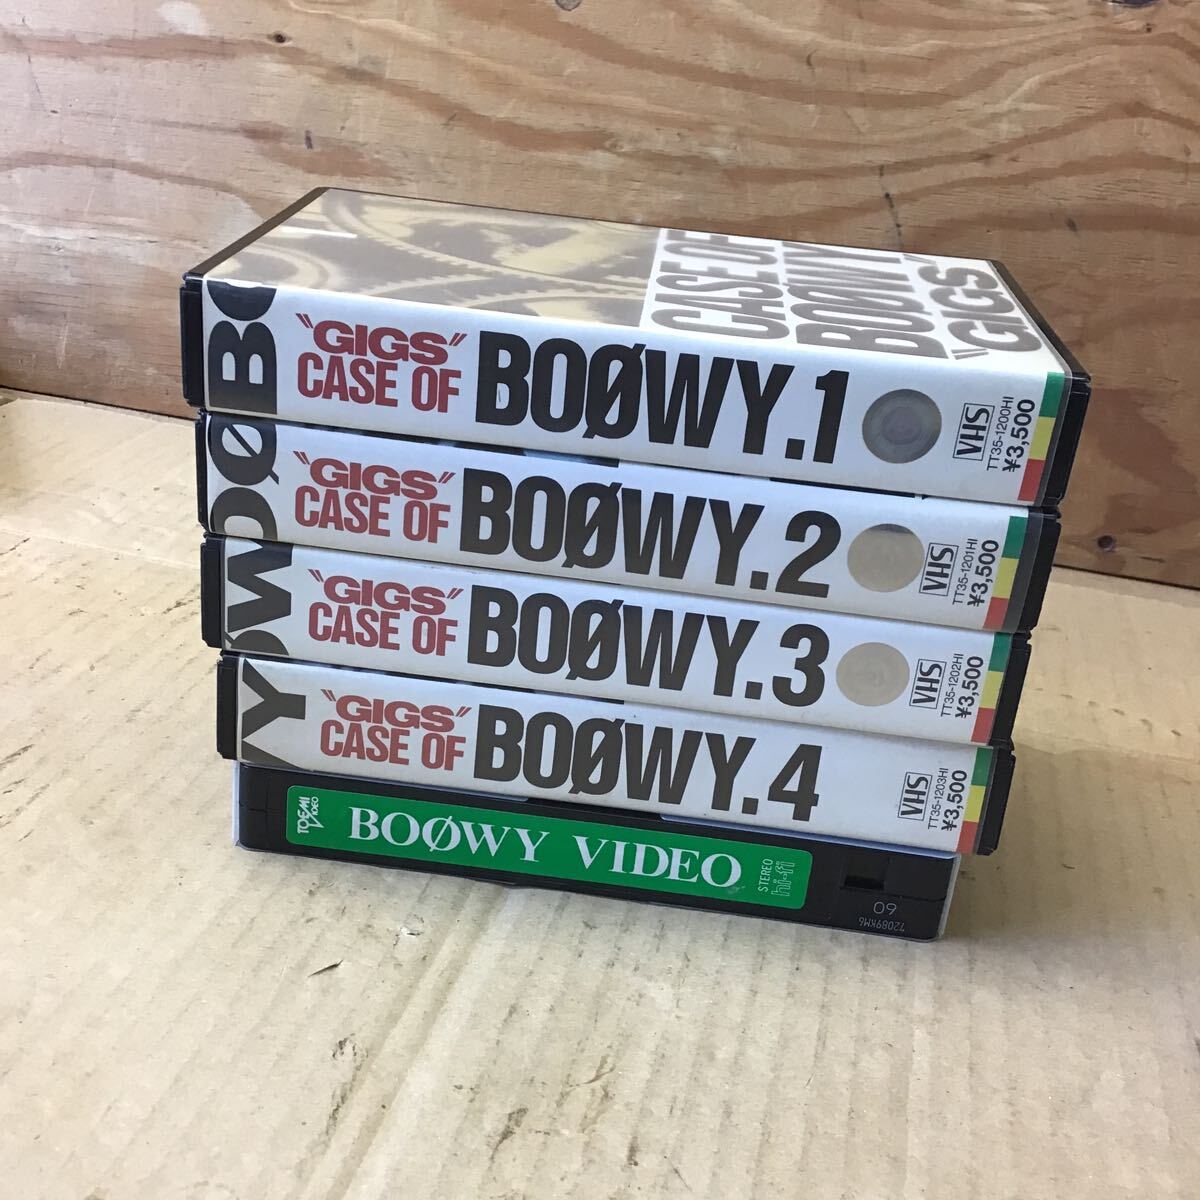 CASE OF
BOØWY
"GIGS"
BO
"GIGS"
CASE OF
BOØWY.1
VHS
TT35-1200HI
¥3,500
"GIGS"
CASE OF
BOØWY.2
VHS
TT35-1201HI
¥3,500
"GIGS"
CASE OF
BOØWY.3
VHS
TT35-1202HI
¥3,500
Y
"GIGS"
CASE OF
BOØWY.4
VHS
TT35-1203HI
¥3,500
TOEMI
VIDEO
BOØWY VIDEO
STEREO
hi-fi
60
72089KM6